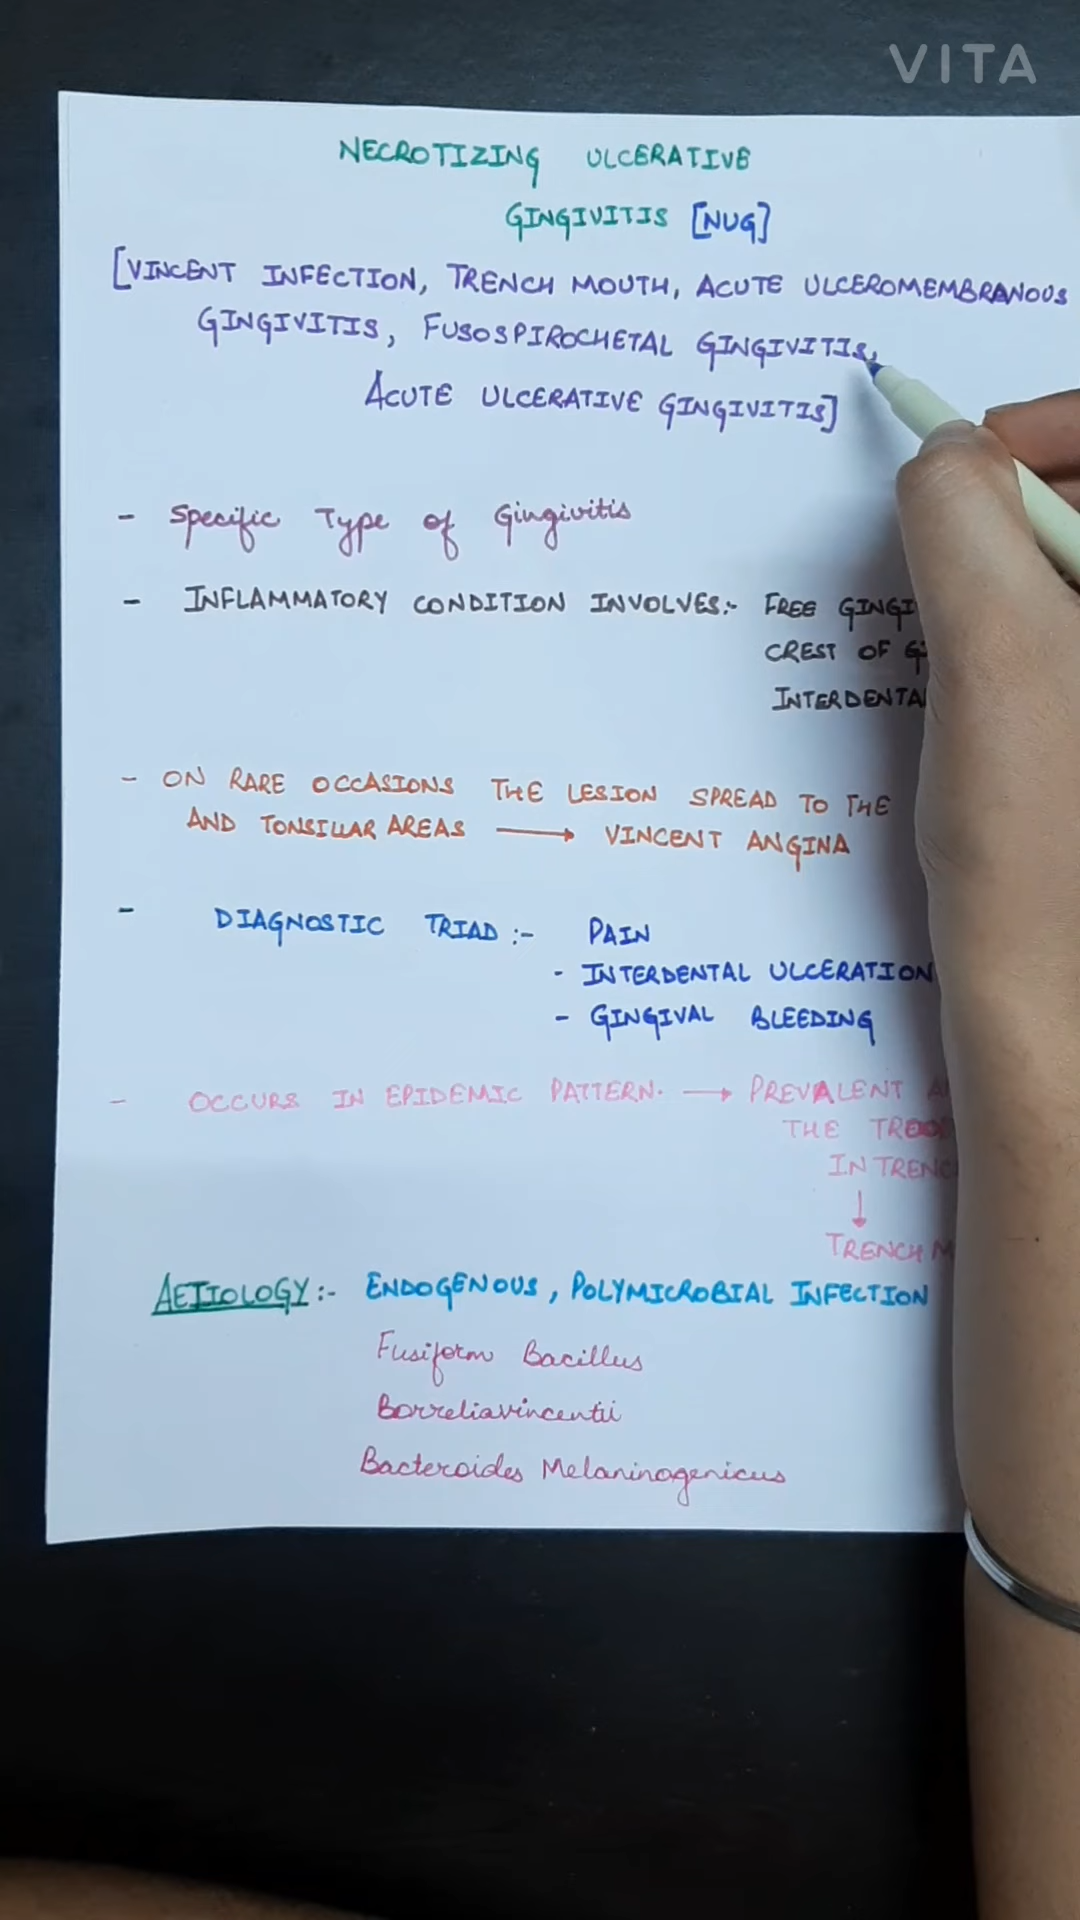 VITA
NECROTIZING ULCERATIVE
GINGIVITIS [NUG]
[VINCENT INFECTION, TRENCH MOUTH, ACUTE ULCEROMEMBRANOUS
GINGIVITIS, FUSOSPIROCHETAL GINGIVITIS,
ACUTE ULCERATIVE GINGIVITIS]
- Specific Type of Gingivitis
- INFLAMMATORY CONDITION INVOLVES:- FREE
CREST OF
- ON RARE OCCASIONS THE LESION SPREAD TO THE
AND TONSILLAR AREAS → VINCENT ANGINA
- DIAGNOSTIC TRIAD :- PAIN
- INTERDENTAL ULCERATION
- GINGIVAL BLEEDING
- OCCURS IN EPIDEMIC PATTERN. → PREVALENT
THE
IN
↓
TRENCH
AETIOLOGY :- ENDOGENOUS, POLYMICROBIAL INFECTION
Fusiform Bacillus
Borreliavincentii
Bacteroides Melaninogenicus